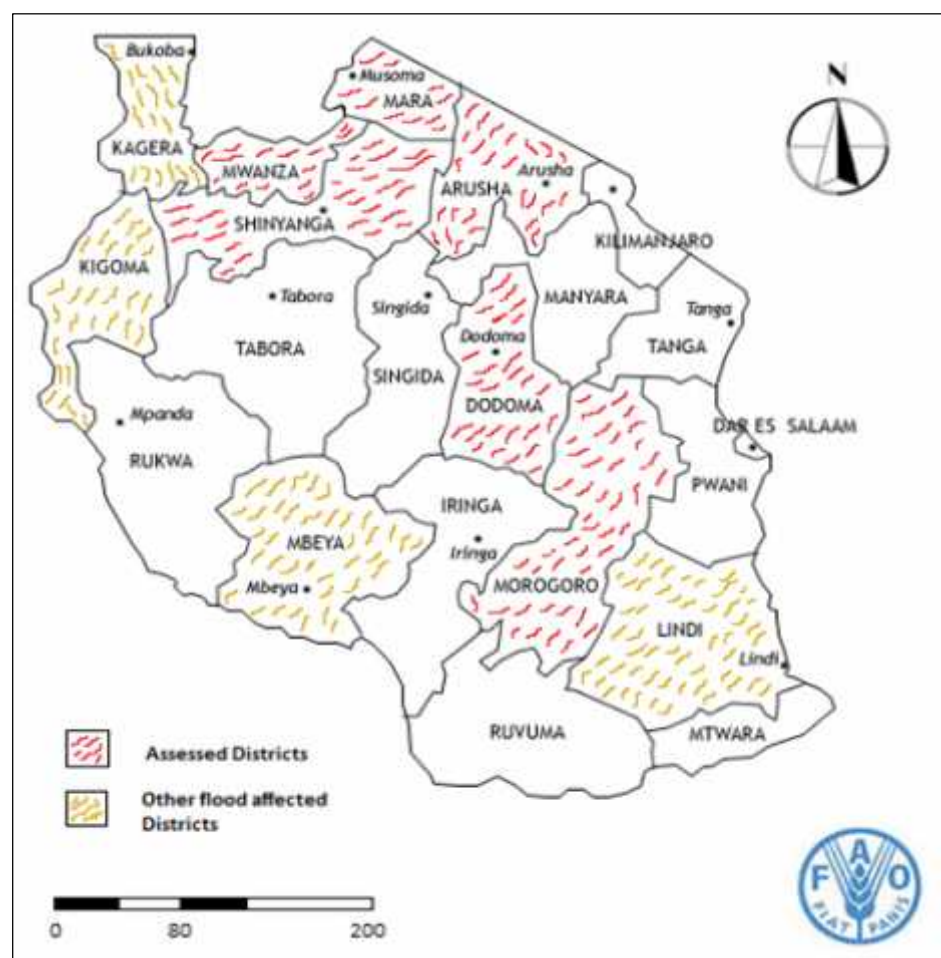 N
Bukoba
Musoma
MARA
KAGERA
MWANZA
ARUSHA
Arusha
SHINYANGA
KILIMANJARO
KIGOMA
Tabora
Singida
MANYARA
Tanga
TABORA
Dodoma
TANGA
SINGIDA
DODOMA
Mpanda
DAR ES SALAAM
RUKWA
PWANI
IRINGA
MBEYA
Iringa
Mbeya
MOROGORO
LINDI
Lindi
RUVUMA
MTWARA
Assessed Districts
Other flood affected
Districts
0 80 200
F A O
FIAT PANIS